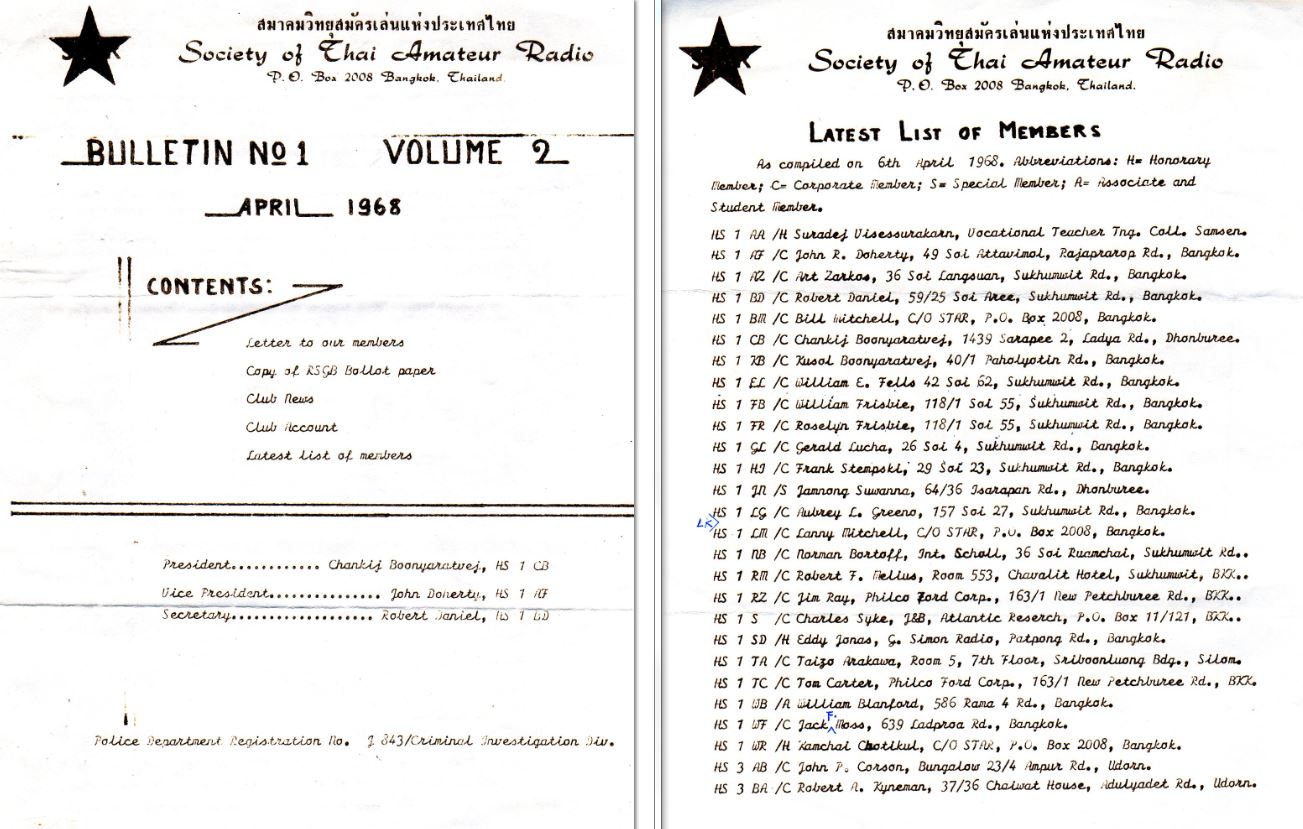 สมาคมวิทยุสมัครเล่นแห่งประเทศไทย
Society of Thai Amateur Radio
P. O. Box 2008 Bangkok, Thailand.
BULLETIN No 1 VOLUME 2
APRIL 1968
CONTENTS:
Letter to our members
Copy of RSGB Ballot paper
Club News
Club Account
Latest list of members
President............ Chankij Boonyaratvej, HS 1 CB
Vice President............... John Doherty, HS 1 AF
Secretary................... Robert Daniel, HS 1 BD
Police Department Registration No. J 843/Criminal Investigation Div.
สมาคมวิทยุสมัครเล่นแห่งประเทศไทย
Society of Thai Amateur Radio
P. O. Box 2008 Bangkok, Thailand.
LATEST LIST OF MEMBERS
As compiled on 6th April 1968. Abbreviations: H= Honorary
Member; C= Corporate Member; S= Special Member; A= Associate and
Student Member.
HS 1 AA /H Suradej Visessurakarn, Vocational Teacher Tng. Coll. Samsen.
HS 1 AF /C John R. Doherty, 49 Soi Attavimol, Rajaprarop Rd., Bangkok.
HS 1 AZ /C Art Zarkos, 36 Soi Langsuan, Sukhumwit Rd., Bangkok.
HS 1 BD /C Robert Daniel, 59/25 Soi Aree, Sukhumwit Rd., Bangkok.
HS 1 BM /C Bill Mitchell, C/O STAR, P.O. Box 2008, Bangkok.
HS 1 CB /C Chankij Boonyaratvej, 1439 Sarapee 2, Ladya Rd., Dhonburee.
HS 1 KB /C Kusol Boonyaratvej, 40/1 Paholyotin Rd., Bangkok.
HS 1 EL /C William E. Fells 42 Soi 62, Sukhumwit Rd., Bangkok.
HS 1 FB /C William Frisbie, 118/1 Soi 55, Sukhumwit Rd., Bangkok.
HS 1 FR /C Roselyn Frisbie, 118/1 Soi 55, Sukhumwit Rd., Bangkok.
HS 1 GL /C Gerald Lucha, 26 Soi 4, Sukhumwit Rd., Bangkok.
HS 1 HJ /C Frank Stempski, 29 Soi 23, Sukhumwit Rd., Bangkok.
HS 1 JN /S Jamnong Suwanna, 64/36 Isarapan Rd., Dhonburee.
HS 1 LG /C Aubrey L. Greeno, 157 Soi 27, Sukhumwit Rd., Bangkok.
LK
HS 1 LM /C Lanny Mitchell, C/O STAR, P.O. Box 2008, Bangkok.
HS 1 NB /C Norman Bortoff, Int. Scholl, 36 Soi Ruamchai, Sukhumwit Rd..
HS 1 RM /C Robert F. Mellus, Room 553, Chavalit Hotel, Sukhumwit, BKK..
HS 1 RZ /C Jim Ray, Philco Ford Corp., 163/1 New Petchburee Rd., BKK..
HS 1 S /C Charles Syke, J&B, Atlantic Reserch, P.O. Box 11/121, BKK..
HS 1 SD /H Eddy Jonas, G. Simon Radio, Patpong Rd., Bangkok.
HS 1 TA /C Taizo Arakawa, Room 5, 7th Floor, Sriboonluong Bdg., Silom.
HS 1 TC /C Tom Carter, Philco Ford Corp., 163/1 New Petchburee Rd., BKK.
HS 1 WB /A William Blanford, 586 Rama 4 Rd., Bangkok.
HS 1 WF /C Jack F. Moss, 639 Ladproa Rd., Bangkok.
HS 1 WR /H Kamchai Chotikul, C/O STAR, P.O. Box 2008, Bangkok.
HS 3 AB /C John P. Corson, Bungalow 23/4 Ampur Rd., Udorn.
HS 3 BA /C Robert A. Kyneman, 37/36 Chaiwat House, Adulyadet Rd., Udorn.